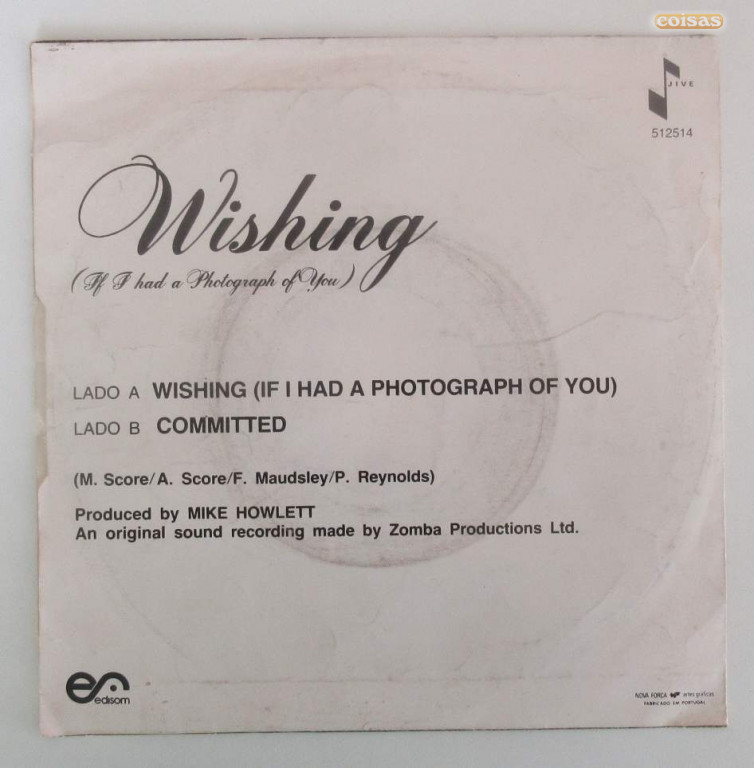 coisas
JIVE
512514
Wishing
(If I had a Photograph of You)
LADO A WISHING (IF I HAD A PHOTOGRAPH OF YOU)
LADO B COMMITTED
(M. Score/A. Score/F. Maudsley/P. Reynolds)
Produced by MIKE HOWLETT
An original sound recording made by Zomba Productions Ltd.
edisom
NOVA FORÇA artes gráficas
FABRICADO EM PORTUGAL